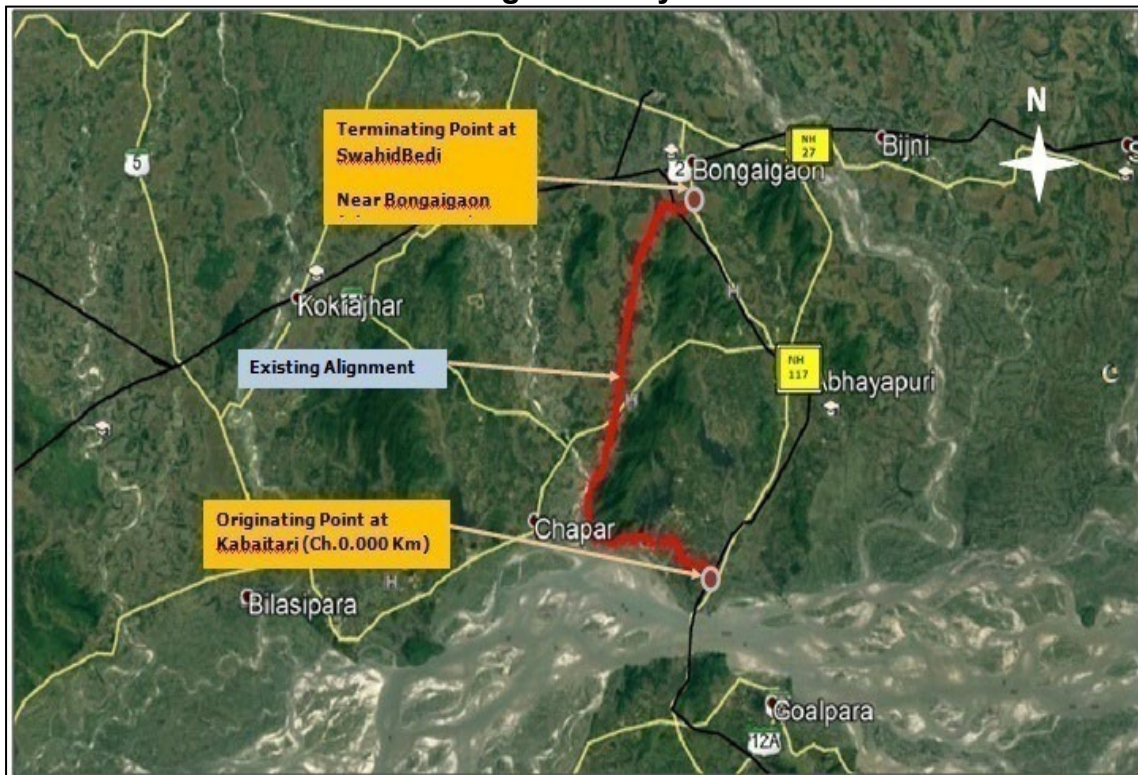 Terminating Point at
SwahidBedi
Near Bongaigaon
N
NH
27
Bijni
5
2
Bongaigaon
Kokrajhar
H
Existing Alignment
NH
117
Abhayapuri
H
Originating Point at
Kabaitari (Ch.0.000 Km)
Chapar
H
Bilasipara
Goalpara
12A